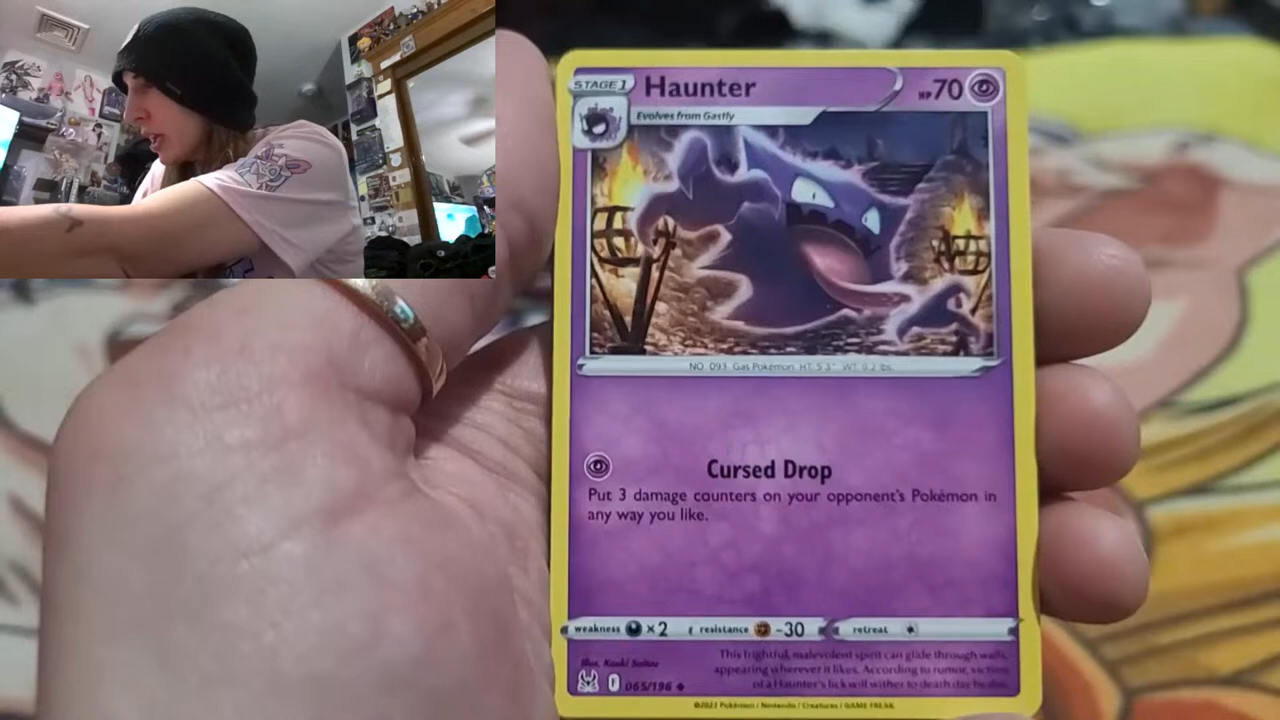 STAGE 1
Haunter
HP 70
Evolves from Gastly
NO. 093 Gas Pokémon HT: 5'3" WT: 0.2 lbs.
Cursed Drop
Put 3 damage counters on your opponent's Pokémon in
any way you like.
weakness ×2 resistance -30 retreat
Illus. Kouki Saitou
This frightful, malevolent spirit can glide through walls,
appearing wherever it likes. According to rumor, victims
of a Haunter's lick will wither to death day by day.
F 065/196
©2022 Pokémon / Nintendo / Creatures / GAME FREAK